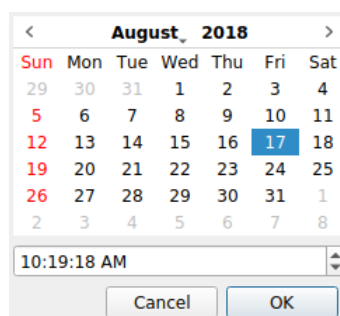 < August 2018 >
Sun Mon Tue Wed Thu Fri Sat
29 30 31 1 2 3 4
5 6 7 8 9 10 11
12 13 14 15 16 17 18
19 20 21 22 23 24 25
26 27 28 29 30 31 1
2 3 4 5 6 7 8
10:19:18 AM
Cancel OK